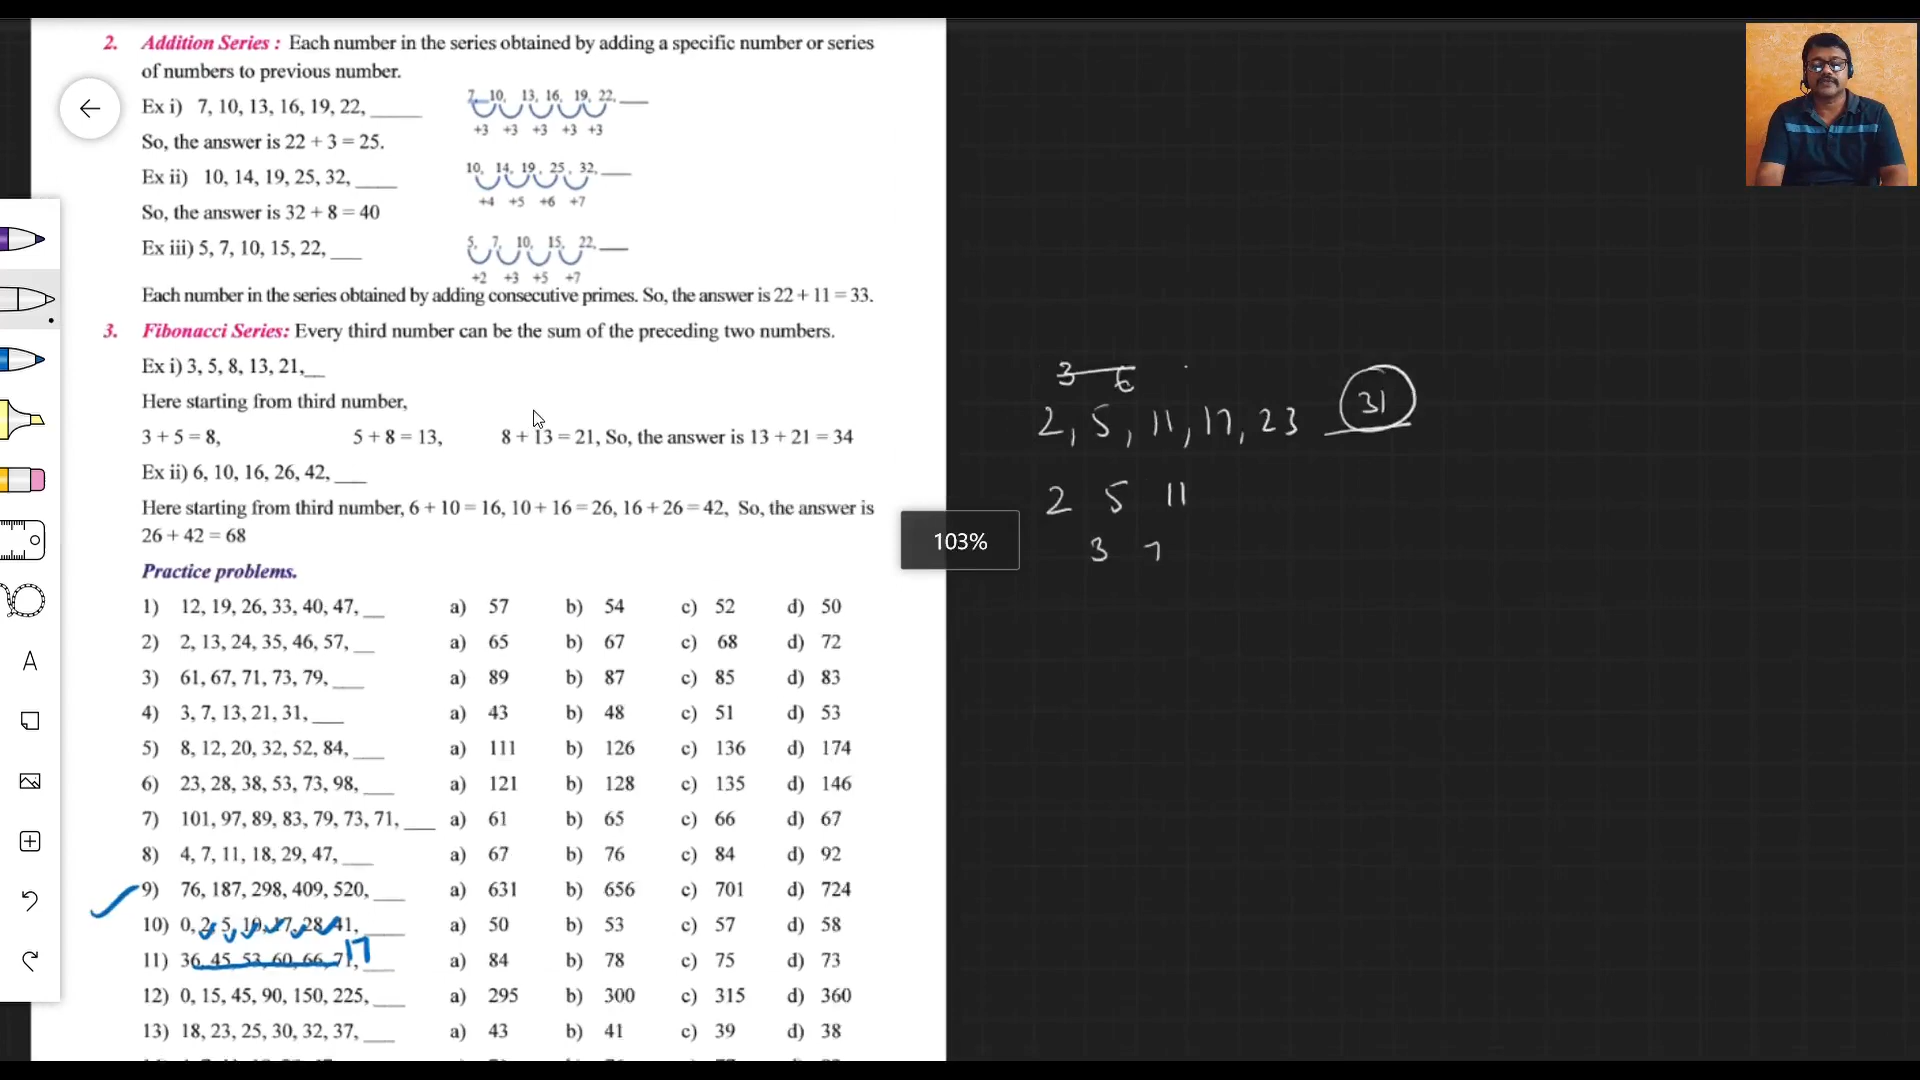 2. Addition Series : Each number in the series obtained by adding a specific number or series
of numbers to previous number.
Ex i) 7, 10, 13, 16, 19, 22, ____
7, 10, 13, 16, 19, 22, ___
+3 +3 +3 +3 +3
So, the answer is 22 + 3 = 25.
Ex ii) 10, 14, 19, 25, 32, ____
10, 14, 19, 25, 32, ___
+4 +5 +6 +7
So, the answer is 32 + 8 = 40
Ex iii) 5, 7, 10, 15, 22, ___
5, 7, 10, 15, 22, ___
+2 +3 +5 +7
Each number in the series obtained by adding consecutive primes. So, the answer is 22 + 11 = 33.
3. Fibonacci Series: Every third number can be the sum of the preceding two numbers.
Ex i) 3, 5, 8, 13, 21,__
Here starting from third number,
3 + 5 = 8, 5 + 8 = 13, 8 + 13 = 21, So, the answer is 13 + 21 = 34
Ex ii) 6, 10, 16, 26, 42, ___
Here starting from third number, 6 + 10 = 16, 10 + 16 = 26, 16 + 26 = 42, So, the answer is
26 + 42 = 68
Practice problems.
1) 12, 19, 26, 33, 40, 47, __ a) 57 b) 54 c) 52 d) 50
2) 2, 13, 24, 35, 46, 57, __ a) 65 b) 67 c) 68 d) 72
3) 61, 67, 71, 73, 79, ___ a) 89 b) 87 c) 85 d) 83
4) 3, 7, 13, 21, 31, ___ a) 43 b) 48 c) 51 d) 53
5) 8, 12, 20, 32, 52, 84, ___ a) 111 b) 126 c) 136 d) 174
6) 23, 28, 38, 53, 73, 98, ___ a) 121 b) 128 c) 135 d) 146
7) 101, 97, 89, 83, 79, 73, 71, ___ a) 61 b) 65 c) 66 d) 67
8) 4, 7, 11, 18, 29, 47, ___ a) 67 b) 76 c) 84 d) 92
9) 76, 187, 298, 409, 520, ___ a) 631 b) 656 c) 701 d) 724
10) 0, 2, 5, 10, 17, 28, 41, ____ a) 50 b) 53 c) 57 d) 58
17
11) 36, 45, 53, 60, 66, 71, ___ a) 84 b) 78 c) 75 d) 73
12) 0, 15, 45, 90, 150, 225, ___ a) 295 b) 300 c) 315 d) 360
13) 18, 23, 25, 30, 32, 37, ___ a) 43 b) 41 c) 39 d) 38
A
103%
3 6
2, 5, 11, 17, 23 31
2 5 11
3 7